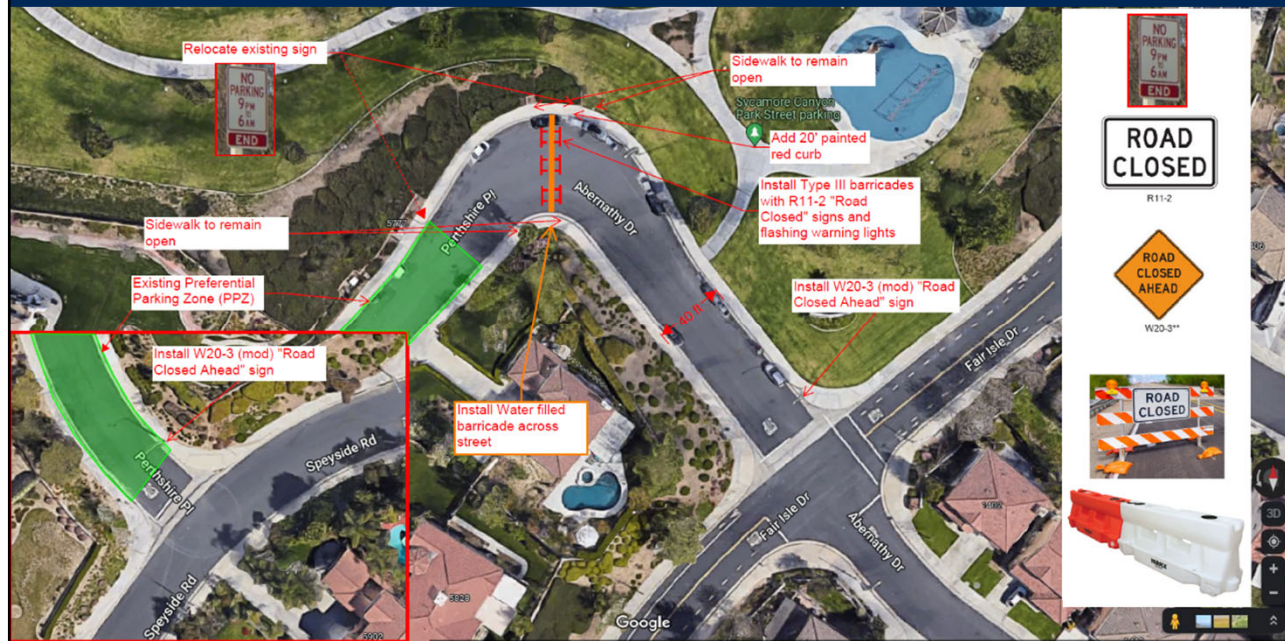 Relocate existing sign
NO
PARKING
9PM
TO
6AM
END
Sidewalk to remain
open
Sycamore Canyon
Park Street parking
Add 20' painted
red curb
Install Type III barricades
with R11-2 "Road
Closed" signs and
flashing warning lights
Perthshire Pl
Abernathy Dr
Sidewalk to remain
open
Existing Preferential
Parking Zone (PPZ)
Install W20-3 (mod) "Road
Closed Ahead" sign
40 ft
Install W20-3 (mod) "Road
Closed Ahead" sign
Fair Isle Dr
Install Water filled
barricade across
street
Perthshire Pl
Speyside Rd
Speyside Rd
Fair Isle Dr
Abernathy Dr
1402
5828
5902
Google
NO
PARKING
9PM
TO
6AM
END
ROAD
CLOSED
R11-2
ROAD
CLOSED
AHEAD
W20-3**
ROAD
CLOSED
3D